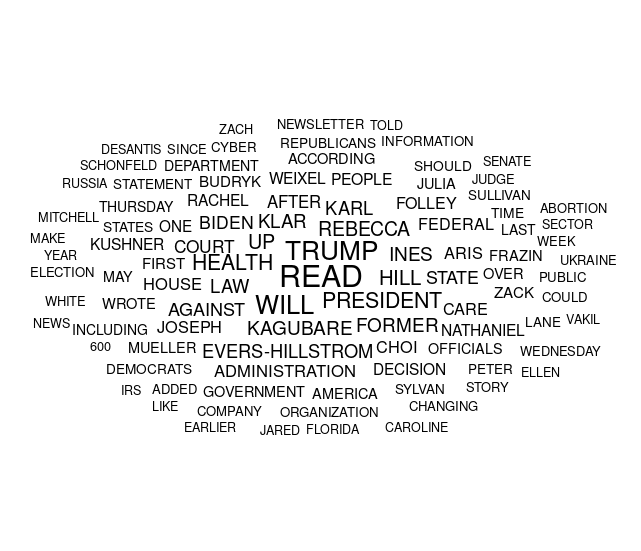 ZACH NEWSLETTER TOLD
DESANTIS SINCE CYBER REPUBLICANS INFORMATION
SCHONFELD DEPARTMENT ACCORDING SHOULD SENATE
RUSSIA STATEMENT BUDRYK WEIXEL PEOPLE JULIA JUDGE
THURSDAY RACHEL AFTER KARL FOLLEY SULLIVAN
MITCHELL STATES ONE BIDEN KLAR REBECCA FEDERAL TIME LAST ABORTION SECTOR
MAKE KUSHNER COURT UP TRUMP INES ARIS FRAZIN WEEK
YEAR FIRST HEALTH UKRAINE
ELECTION MAY HOUSE LAW READ HILL STATE OVER PUBLIC
WHITE WROTE AGAINST WILL PRESIDENT CARE ZACK COULD
NEWS INCLUDING JOSEPH KAGUBARE FORMER NATHANIEL LANE VAKIL
600 MUELLER EVERS-HILLSTROM CHOI OFFICIALS WEDNESDAY
DEMOCRATS ADMINISTRATION DECISION PETER ELLEN
IRS ADDED GOVERNMENT AMERICA SYLVAN STORY
LIKE COMPANY ORGANIZATION CHANGING
EARLIER JARED FLORIDA CAROLINE